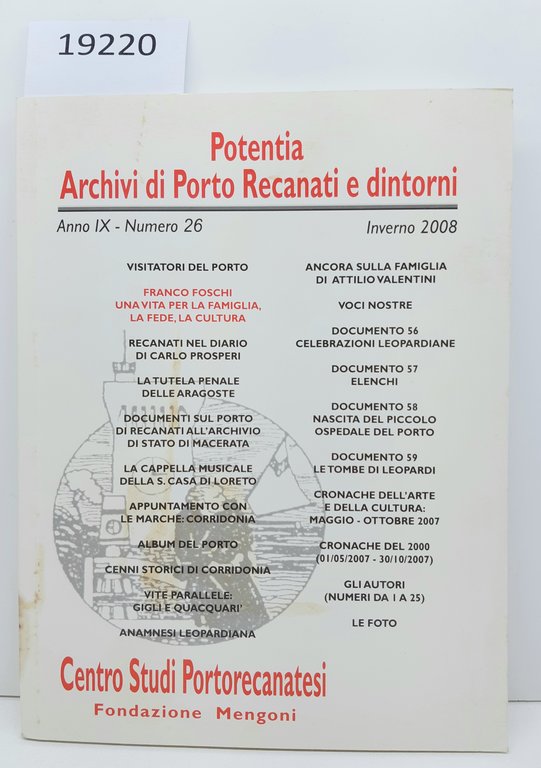 19220
Potentia
Archivi di Porto Recanati e dintorni
Anno IX - Numero 26
Inverno 2008
VISITATORI DEL PORTO
FRANCO FOSCHI
UNA VITA PER LA FAMIGLIA,
LA FEDE, LA CULTURA
RECANATI NEL DIARIO
DI CARLO PROSPERI
LA TUTELA PENALE
DELLE ARAGOSTE
DOCUMENTI SUL PORTO
DI RECANATI ALL'ARCHIVIO
DI STATO DI MACERATA
LA CAPPELLA MUSICALE
DELLA S. CASA DI LORETO
APPUNTAMENTO CON
LE MARCHE: CORRIDONIA
ALBUM DEL PORTO
CENNI STORICI DI CORRIDONIA
VITE PARALLELE:
GIGLI E QUACQUARI'
ANAMNESI LEOPARDIANA
ANCORA SULLA FAMIGLIA
DI ATTILIO VALENTINI
VOCI NOSTRE
DOCUMENTO 56
CELEBRAZIONI LEOPARDIANE
DOCUMENTO 57
ELENCHI
DOCUMENTO 58
NASCITA DEL PICCOLO
OSPEDALE DEL PORTO
DOCUMENTO 59
LE TOMBE DI LEOPARDI
CRONACHE DELL'ARTE
E DELLA CULTURA:
MAGGIO - OTTOBRE 2007
CRONACHE DEL 2000
(01/05/2007 - 30/10/2007)
GLI AUTORI
(NUMERI DA 1 A 25)
LE FOTO
Centro Studi Portorecanatesi
Fondazione Mengoni